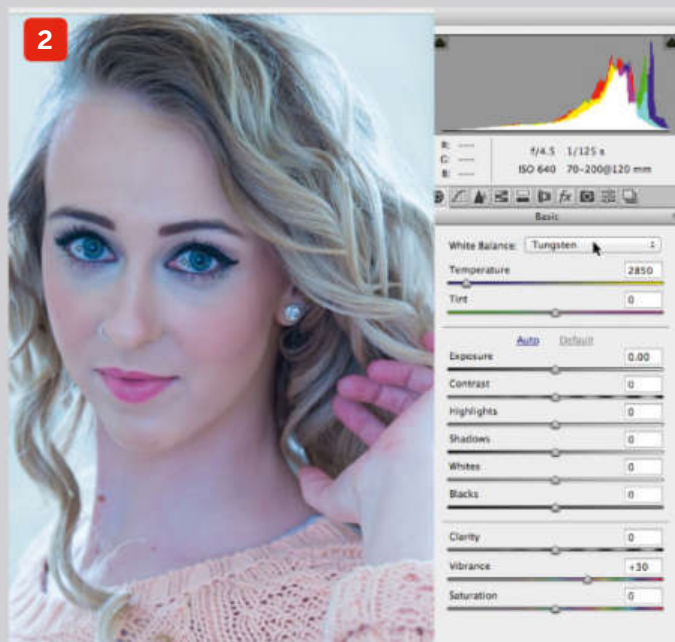 2
R: ---
G: ---
B: ---
f/4.5 1/125 s
ISO 640 70-200@120 mm
fx
Basic
White Balance: Tungsten
Temperature 2850
Tint 0
Auto Default
Exposure 0.00
Contrast 0
Highlights 0
Shadows 0
Whites 0
Blacks 0
Clarity 0
Vibrance +30
Saturation 0